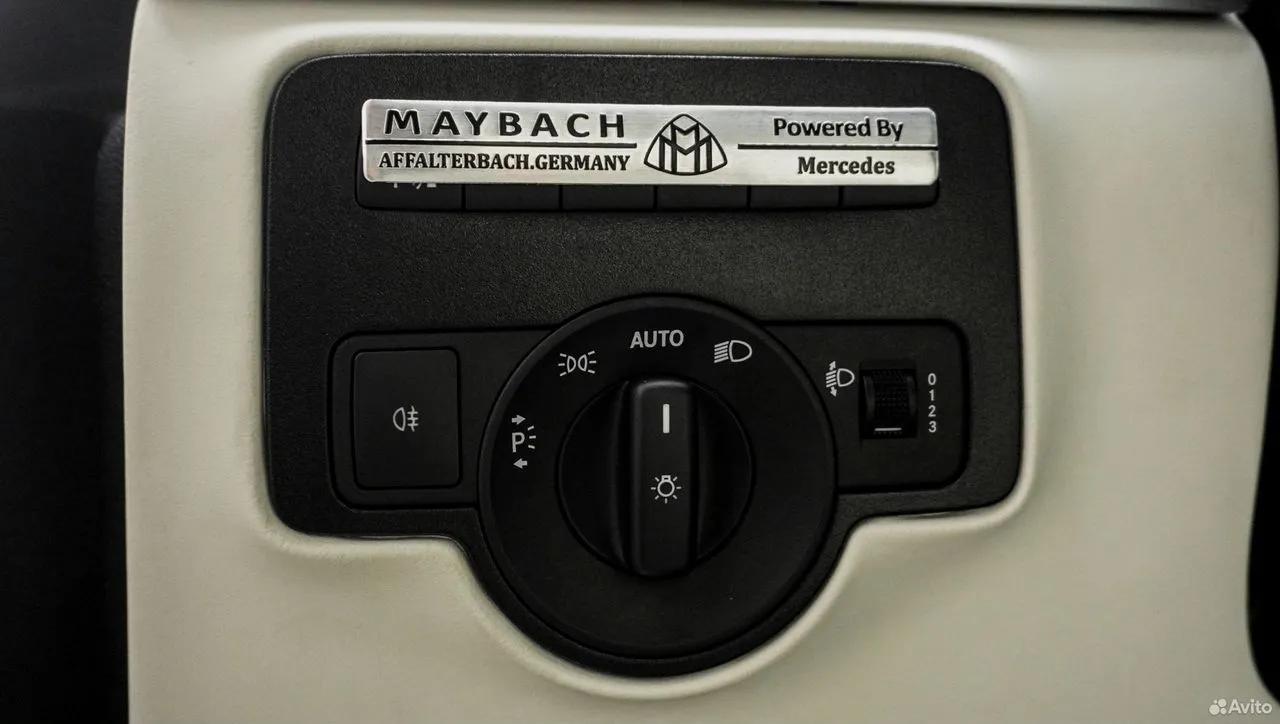 MAYBACH
AFFALTERBACH.GERMANY
Powered By
Mercedes
AUTO
P
0
1
2
3
Avito